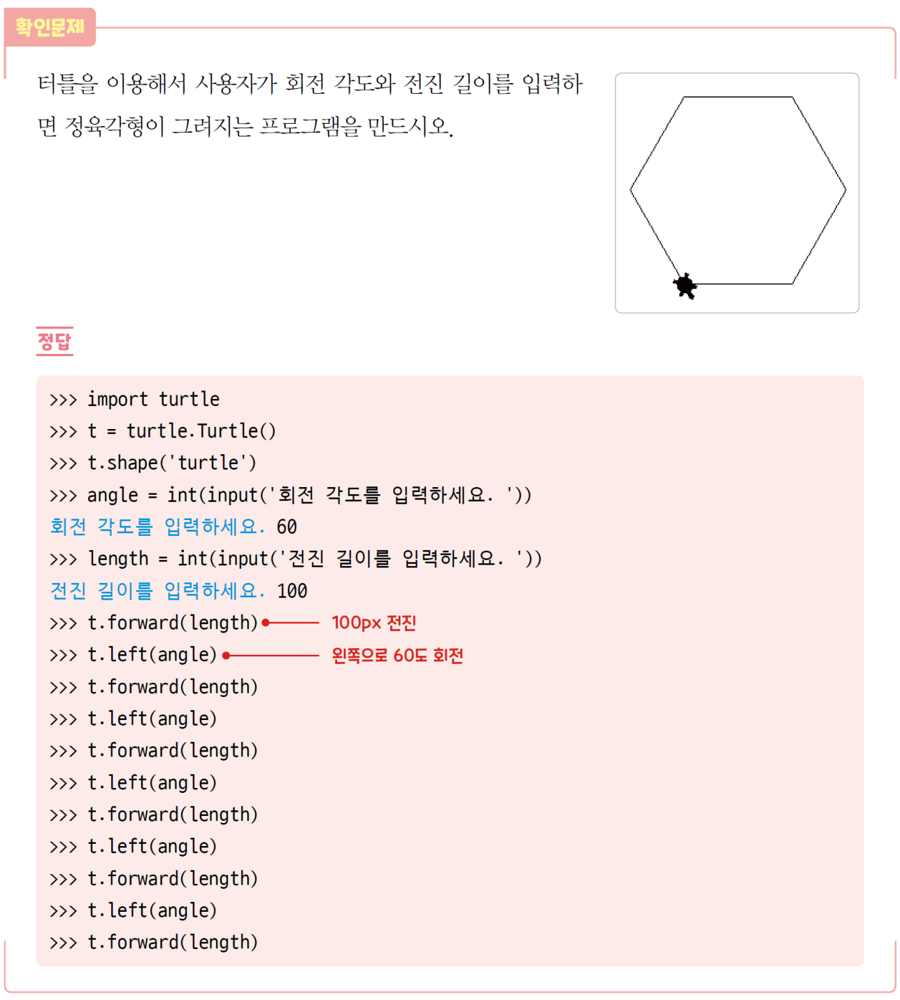 확인문제
터틀을 이용해서 사용자가 회전 각도와 전진 길이를 입력하
면 정육각형이 그려지는 프로그램을 만드시오.
정답
>>> import turtle
>>> t = turtle.Turtle()
>>> t.shape('turtle')
>>> angle = int(input('회전 각도를 입력하세요. '))
회전 각도를 입력하세요. 60
>>> length = int(input('전진 길이를 입력하세요. '))
전진 길이를 입력하세요. 100
>>> t.forward(length) 100px 전진
>>> t.left(angle) 왼쪽으로 60도 회전
>>> t.forward(length)
>>> t.left(angle)
>>> t.forward(length)
>>> t.left(angle)
>>> t.forward(length)
>>> t.left(angle)
>>> t.forward(length)
>>> t.left(angle)
>>> t.forward(length)